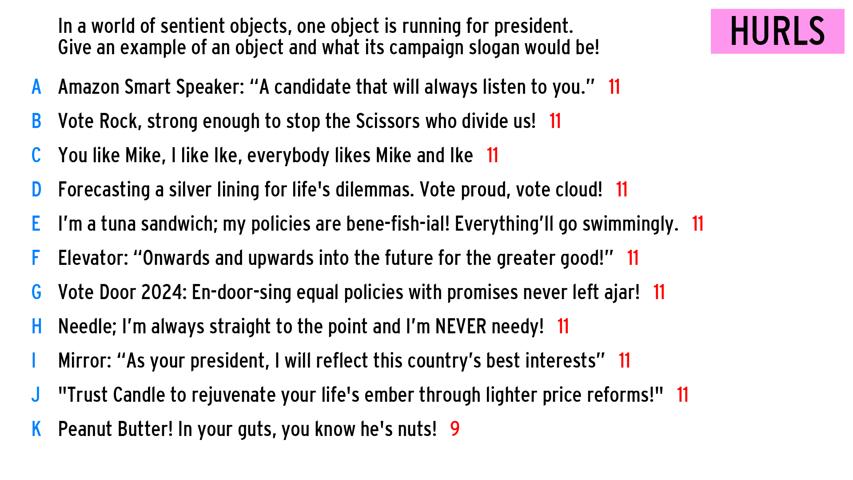 In a world of sentient objects, one object is running for president.
Give an example of an object and what its campaign slogan would be!
HURLS
A Amazon Smart Speaker: “A candidate that will always listen to you.” 11
B Vote Rock, strong enough to stop the Scissors who divide us! 11
C You like Mike, I like Ike, everybody likes Mike and Ike 11
D Forecasting a silver lining for life's dilemmas. Vote proud, vote cloud! 11
E I’m a tuna sandwich; my policies are bene-fish-ial! Everything’ll go swimmingly. 11
F Elevator: “Onwards and upwards into the future for the greater good!” 11
G Vote Door 2024: En-door-sing equal policies with promises never left ajar! 11
H Needle; I’m always straight to the point and I’m NEVER needy! 11
I Mirror: “As your president, I will reflect this country’s best interests” 11
J "Trust Candle to rejuvenate your life's ember through lighter price reforms!" 11
K Peanut Butter! In your guts, you know he's nuts! 9